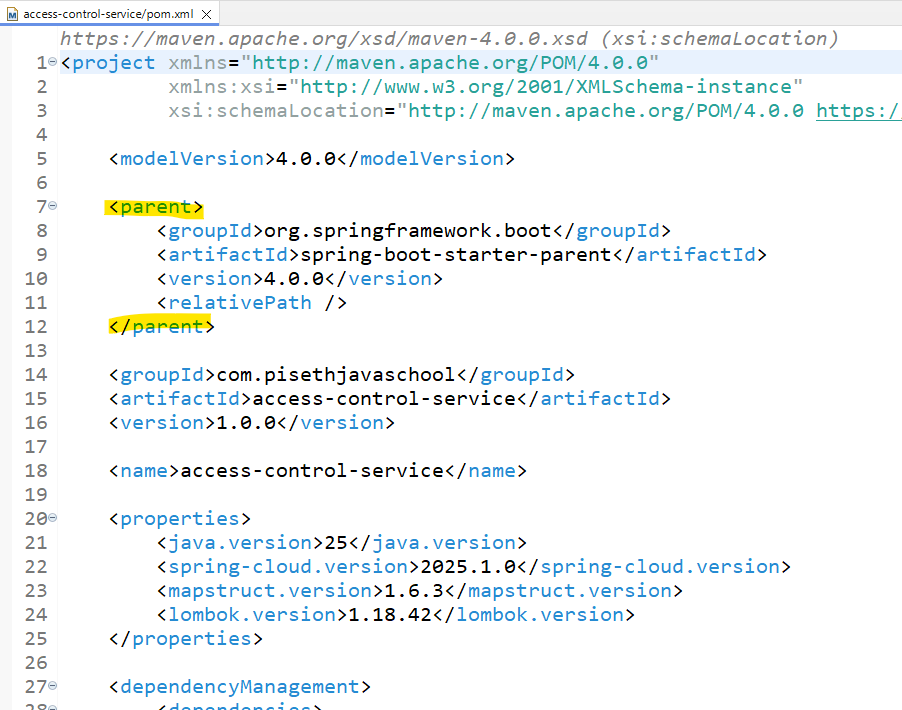 access-control-service/pom.xml
https://maven.apache.org/xsd/maven-4.0.0.xsd (xsi:schemaLocation)
1 <project xmlns="http://maven.apache.org/POM/4.0.0"
2 xmlns:xsi="http://www.w3.org/2001/XMLSchema-instance"
3 xsi:schemaLocation="http://maven.apache.org/POM/4.0.0 https:/
4
5 <modelVersion>4.0.0</modelVersion>
6
7 <parent>
8 <groupId>org.springframework.boot</groupId>
9 <artifactId>spring-boot-starter-parent</artifactId>
10 <version>4.0.0</version>
11 <relativePath />
12 </parent>
13
14 <groupId>com.pisethjavaschool</groupId>
15 <artifactId>access-control-service</artifactId>
16 <version>1.0.0</version>
17
18 <name>access-control-service</name>
19
20 <properties>
21 <java.version>25</java.version>
22 <spring-cloud.version>2025.1.0</spring-cloud.version>
23 <mapstruct.version>1.6.3</mapstruct.version>
24 <lombok.version>1.18.42</lombok.version>
25 </properties>
26
27 <dependencyManagement>
28 <dependencies>